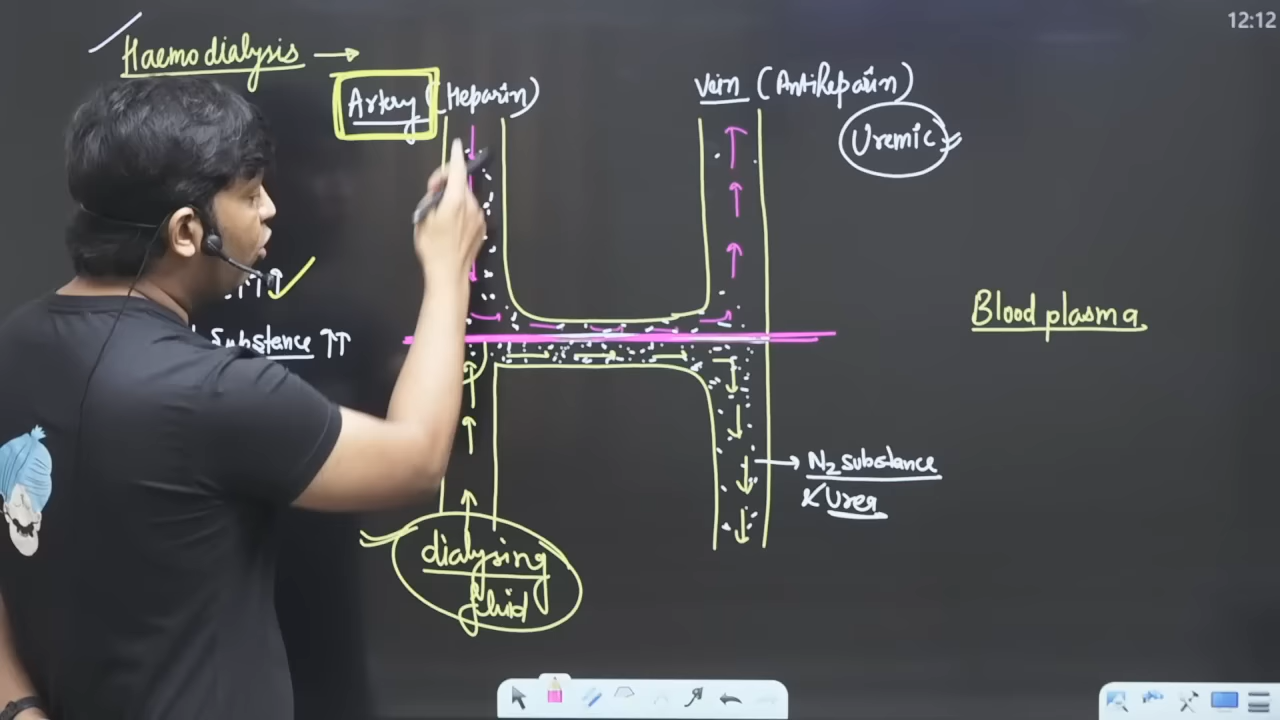 12:12
Haemodialysis →
Artery (Heparin)
Vein (AntiHeparin)
Uremic
Substance ↑↑
Blood plasma
→ N₂ substance
Urea
dialysing
fluid